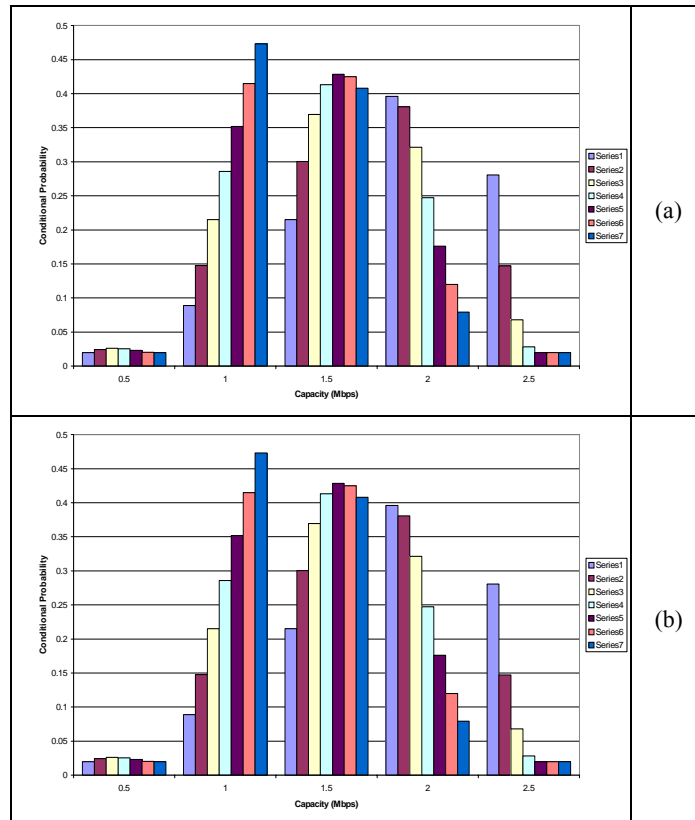 0.5
0.45
0.4
0.35
0.3
0.25
0.2
0.15
0.1
0.05
0
Conditional Probability
0.5 1 1.5 2 2.5
Capacity (Mbps)
Series1
Series2
Series3
Series4
Series5
Series6
Series7
(a)
0.5
0.45
0.4
0.35
0.3
0.25
0.2
0.15
0.1
0.05
0
Conditional Probability
0.5 1 1.5 2 2.5
Capacity (Mbps)
Series1
Series2
Series3
Series4
Series5
Series6
Series7
(b)